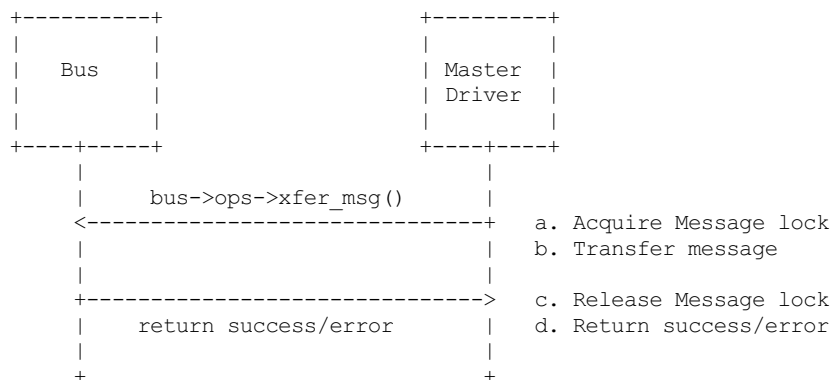 Bus Master
Driver
bus->ops->xfer_msg()
a. Acquire Message lock
b. Transfer message
c. Release Message lock
return success/error d. Return success/error